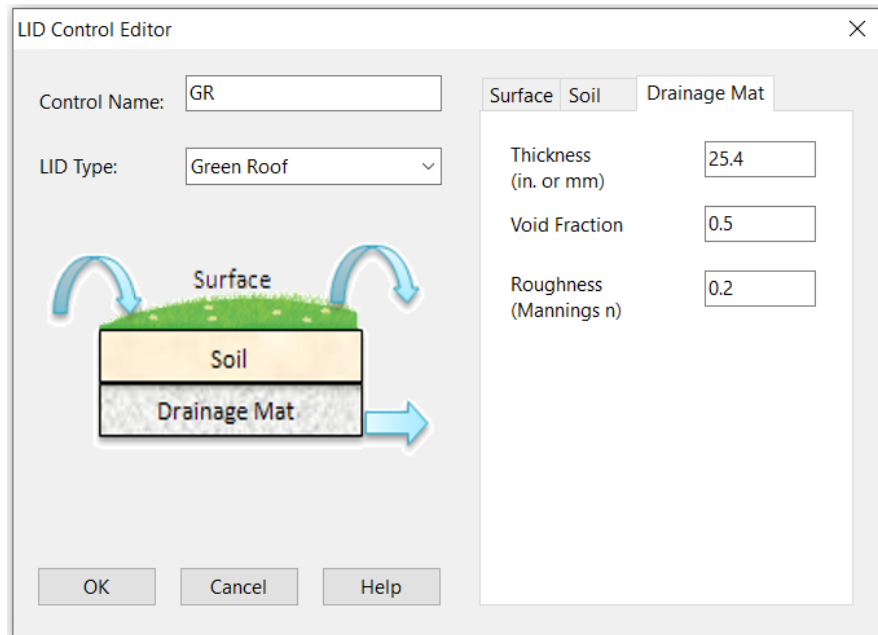 LID Control Editor
Control Name:
GR
LID Type:
Green Roof
Surface
Soil
Drainage Mat
OK
Cancel
Help
Surface
Soil
Drainage Mat
Thickness
(in. or mm)
25.4
Void Fraction
0.5
Roughness
(Mannings n)
0.2